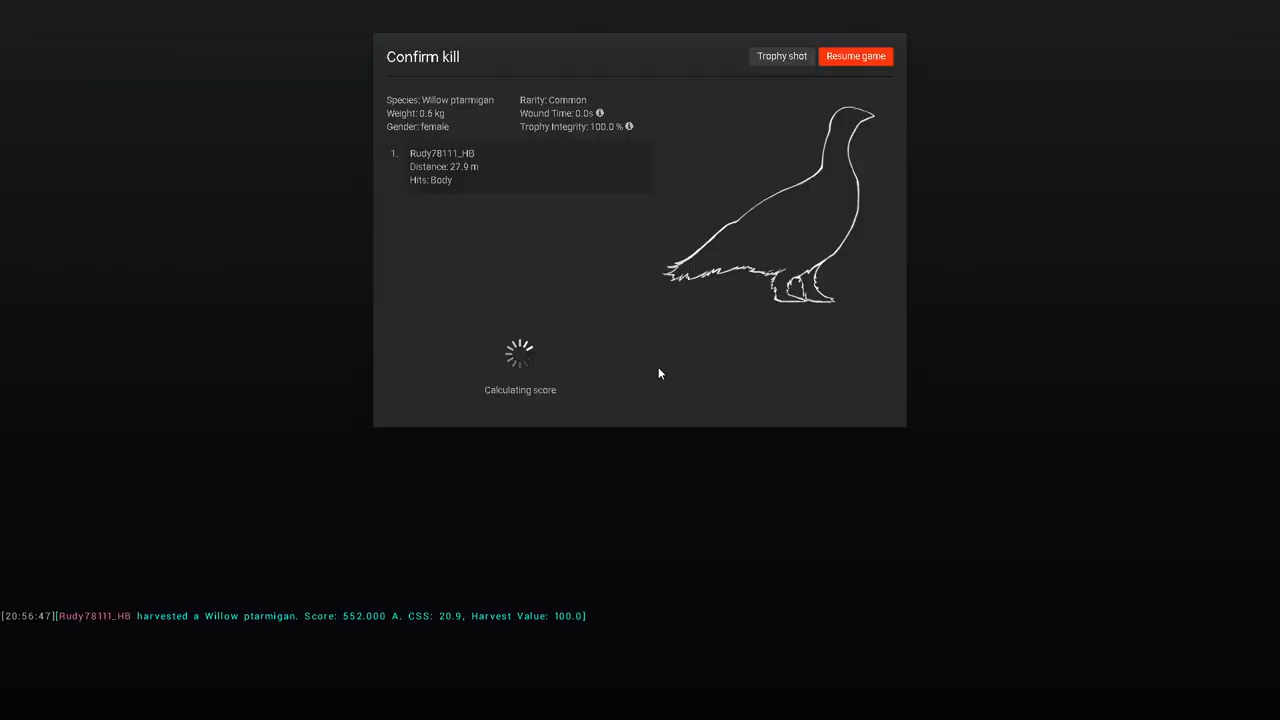 Confirm kill
Trophy shot
Resume game
Species: Willow ptarmigan
Weight: 0.6 kg
Gender: female
Rarity: Common
Wound Time: 0.0s
Trophy Integrity: 100.0 %
1. Rudy78111_HB
Distance: 27.9 m
Hits: Body
Calculating score
[20:56:47][Rudy78111_HB harvested a Willow ptarmigan. Score: 552.000 A. CSS: 20.9, Harvest Value: 100.0]